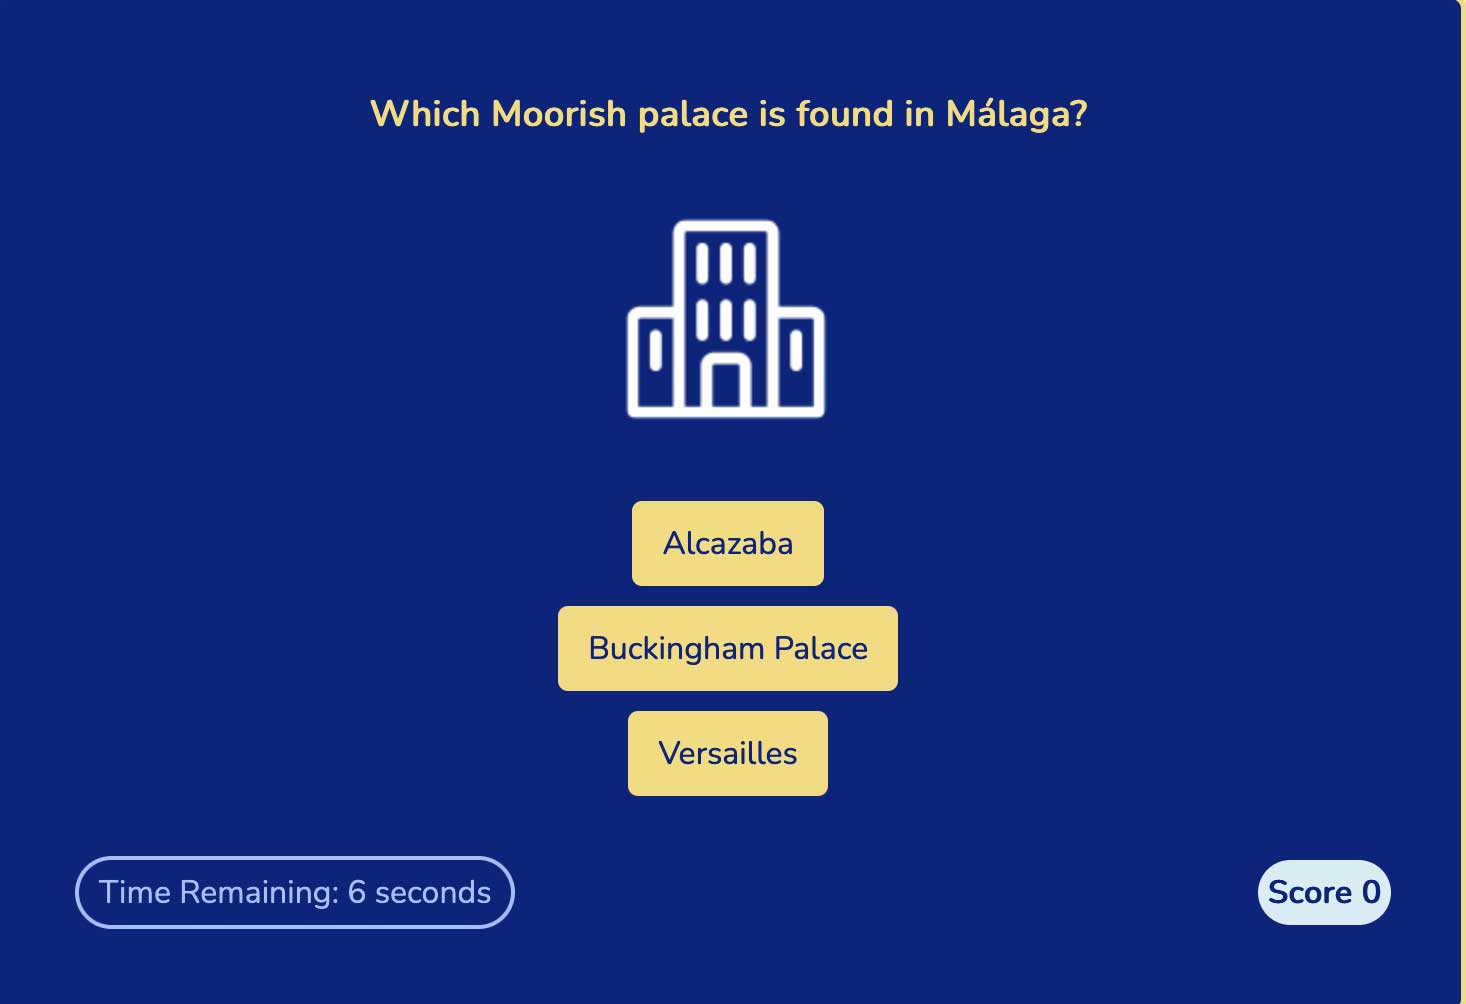 Which Moorish palace is found in Málaga?
Alcazaba
Buckingham Palace
Versailles
Time Remaining: 6 seconds
Score 0